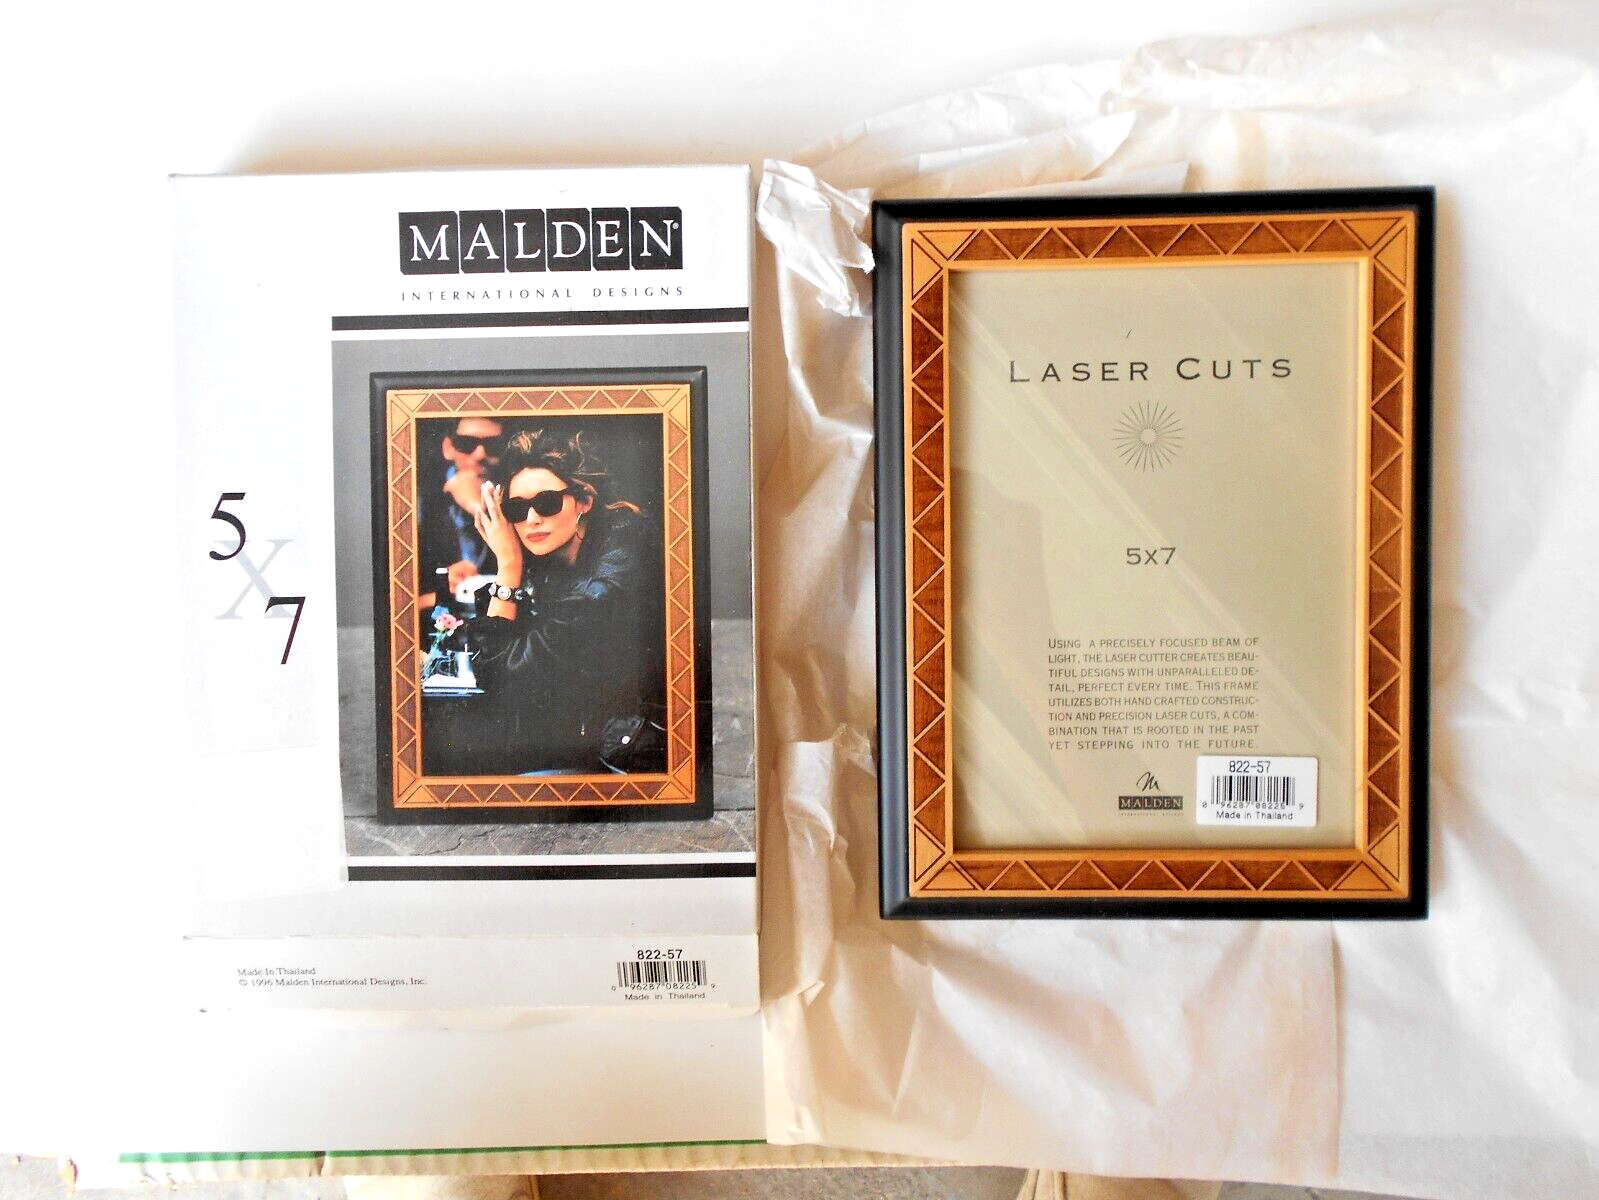 MALDEN®
INTERNATIONAL DESIGNS
5
X
7
Made In Thailand
© 1996 Malden International Designs, Inc.
822-57
0 96287 08225 9
Made in Thailand
LASER CUTS
5X7
USING A PRECISELY FOCUSED BEAM OF
LIGHT, THE LASER CUTTER CREATES BEAU-
TIFUL DESIGNS WITH UNPARALLELED DE-
TAIL, PERFECT EVERY TIME. THIS FRAME
UTILIZES BOTH HAND CRAFTED CONSTRUC-
TION AND PRECISION LASER CUTS, A COM-
BINATION THAT IS ROOTED IN THE PAST
YET STEPPING INTO THE FUTURE.
M
MALDEN
INTERNATIONAL DESIGNS
822-57
0 96287 08225 9
Made in Thailand